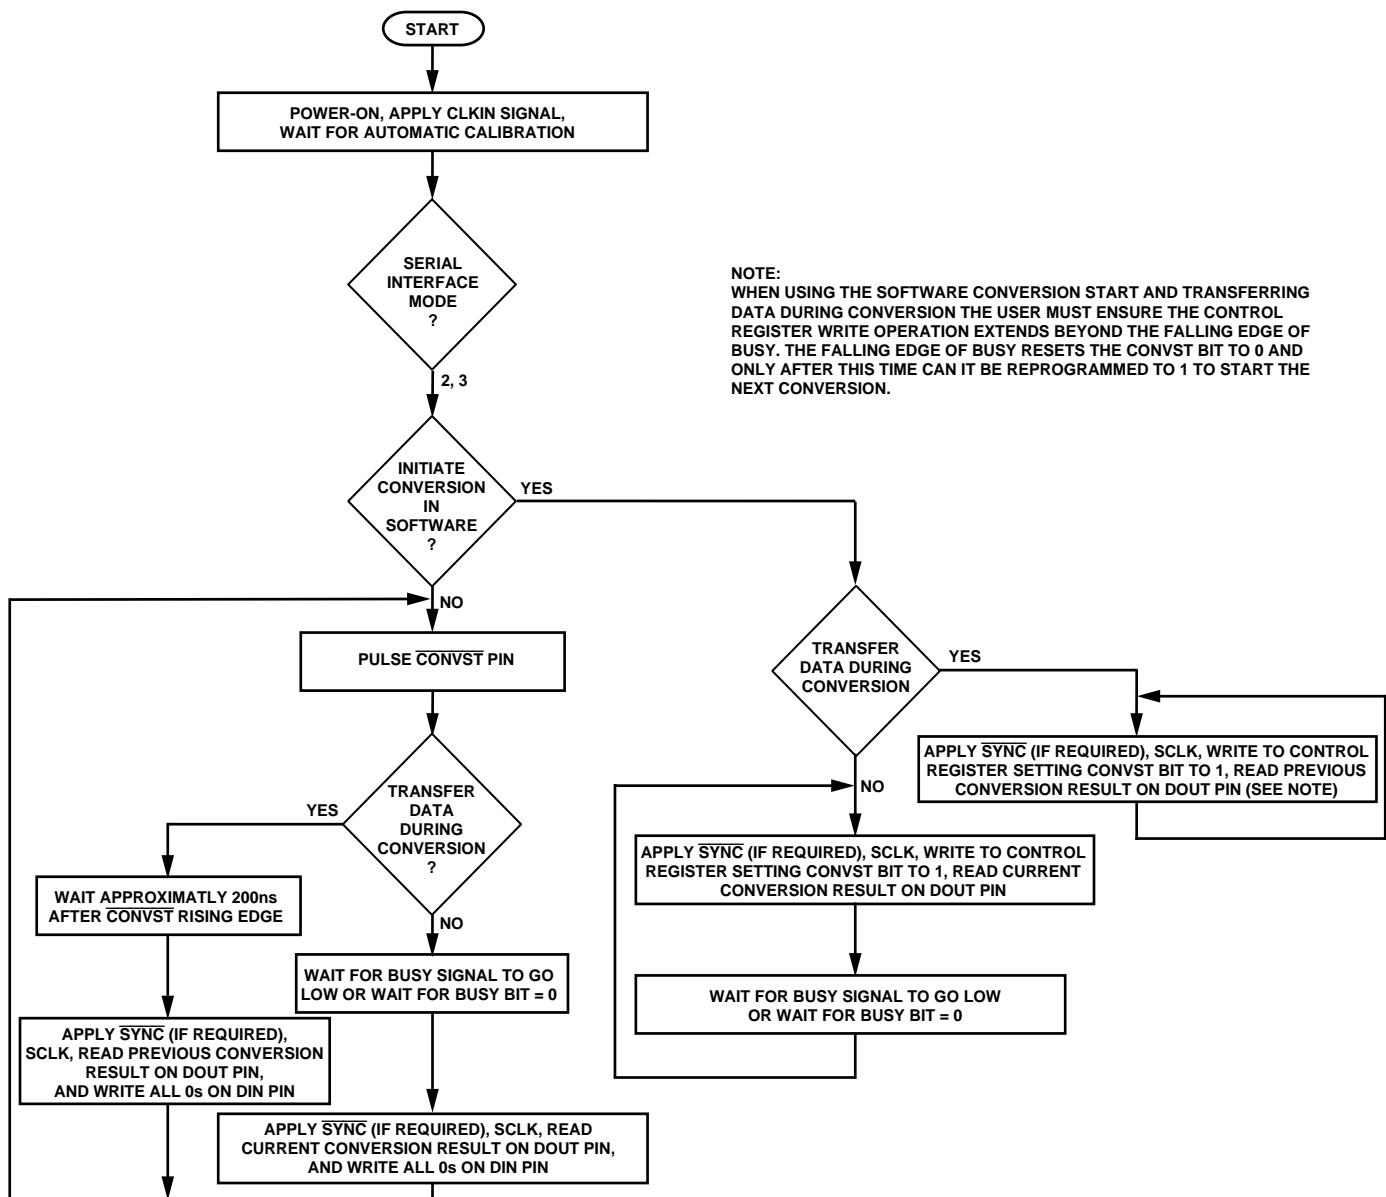 START
POWER-ON, APPLY CLKIN SIGNAL,
WAIT FOR AUTOMATIC CALIBRATION
SERIAL
INTERFACE
MODE
?
2, 3
NOTE:
WHEN USING THE SOFTWARE CONVERSION START AND TRANSFERRING
DATA DURING CONVERSION THE USER MUST ENSURE THE CONTROL
REGISTER WRITE OPERATION EXTENDS BEYOND THE FALLING EDGE OF
BUSY. THE FALLING EDGE OF BUSY RESETS THE CONVST BIT TO 0 AND
ONLY AFTER THIS TIME CAN IT BE REPROGRAMMED TO 1 TO START THE
NEXT CONVERSION.
INITIATE
CONVERSION
IN
SOFTWARE
?
YES
NO
PULSE CONVST PIN
TRANSFER
DATA
DURING
CONVERSION
?
YES
WAIT APPROXIMATLY 200ns
AFTER CONVST RISING EDGE
APPLY SYNC (IF REQUIRED),
SCLK, READ PREVIOUS CONVERSION
RESULT ON DOUT PIN,
AND WRITE ALL 0s ON DIN PIN
NO
WAIT FOR BUSY SIGNAL TO GO
LOW OR WAIT FOR BUSY BIT = 0
APPLY SYNC (IF REQUIRED), SCLK, READ
CURRENT CONVERSION RESULT ON DOUT PIN,
AND WRITE ALL 0s ON DIN PIN
TRANSFER
DATA DURING
CONVERSION
YES
APPLY SYNC (IF REQUIRED), SCLK, WRITE TO CONTROL
REGISTER SETTING CONVST BIT TO 1, READ PREVIOUS
CONVERSION RESULT ON DOUT PIN (SEE NOTE)
NO
APPLY SYNC (IF REQUIRED), SCLK, WRITE TO CONTROL
REGISTER SETTING CONVST BIT TO 1, READ CURRENT
CONVERSION RESULT ON DOUT PIN
WAIT FOR BUSY SIGNAL TO GO LOW
OR WAIT FOR BUSY BIT = 0